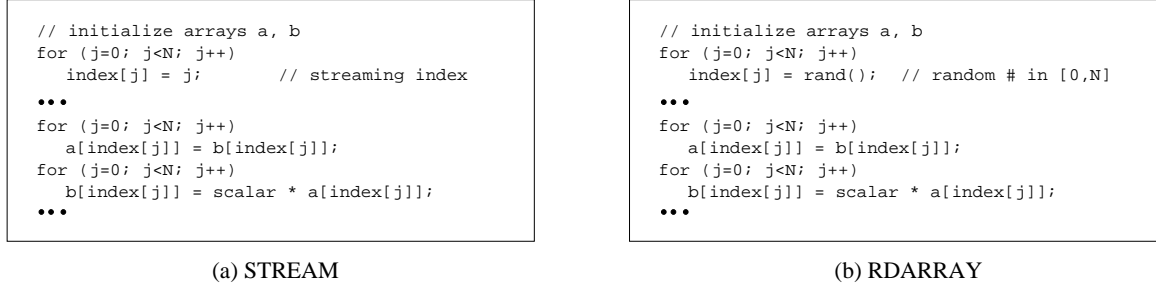 // initialize arrays a, b
for (j=0; j<N; j++)
index[j] = j; // streaming index
•••
for (j=0; j<N; j++)
a[index[j]] = b[index[j]];
for (j=0; j<N; j++)
b[index[j]] = scalar * a[index[j]];
•••
(a) STREAM
// initialize arrays a, b
for (j=0; j<N; j++)
index[j] = rand(); // random # in [0,N]
•••
for (j=0; j<N; j++)
a[index[j]] = b[index[j]];
for (j=0; j<N; j++)
b[index[j]] = scalar * a[index[j]];
•••
(b) RDARRAY